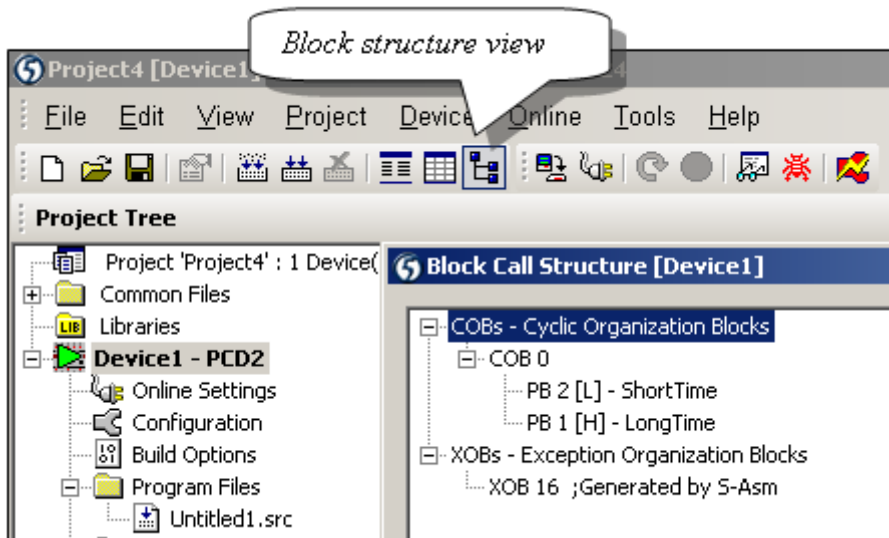 Block structure view
Project4 [Device1]
File Edit View Project Device Online Tools Help
Project Tree
Project 'Project4' : 1 Device(
Common Files
LIB Libraries
Device1 - PCD2
Online Settings
Configuration
Build Options
Program Files
Untitled1.src
Block Call Structure [Device1]
COBs - Cyclic Organization Blocks
COB 0
PB 2 [L] - ShortTime
PB 1 [H] - LongTime
XOBs - Exception Organization Blocks
XOB 16 ;Generated by S-Asm